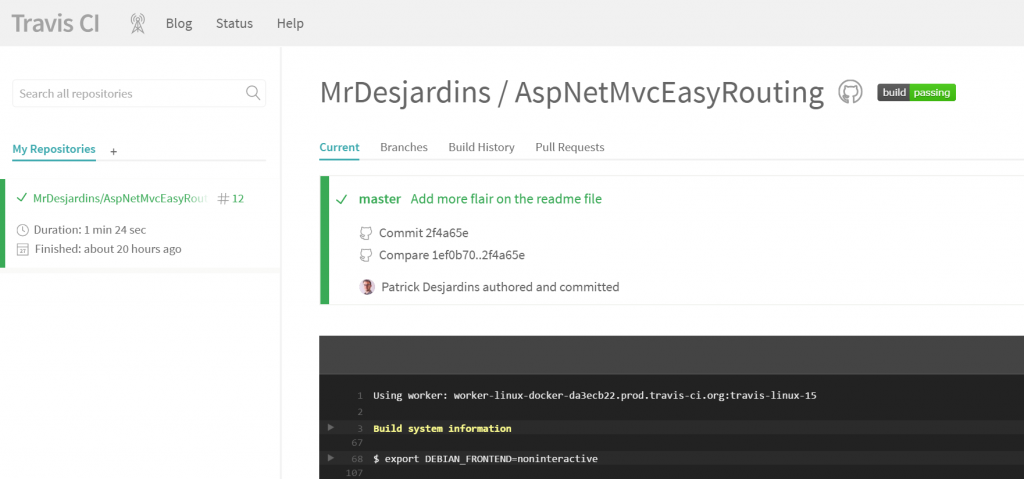 Travis CI Blog Status Help
Search all repositories
My Repositories +
MrDesjardins/AspNetMvcEasyRout # 12
Duration: 1 min 24 sec
31 Finished: about 20 hours ago
MrDesjardins / AspNetMvcEasyRouting build passing
Current Branches Build History Pull Requests
master Add more flair on the readme file
Commit 2f4a65e
Compare 1ef0b70..2f4a65e
Patrick Desjardins authored and committed
1 Using worker: worker-linux-docker-da3ecb22.prod.travis-ci.org:travis-linux-15
2
3 Build system information
67
68 $ export DEBIAN_FRONTEND=noninteractive
107